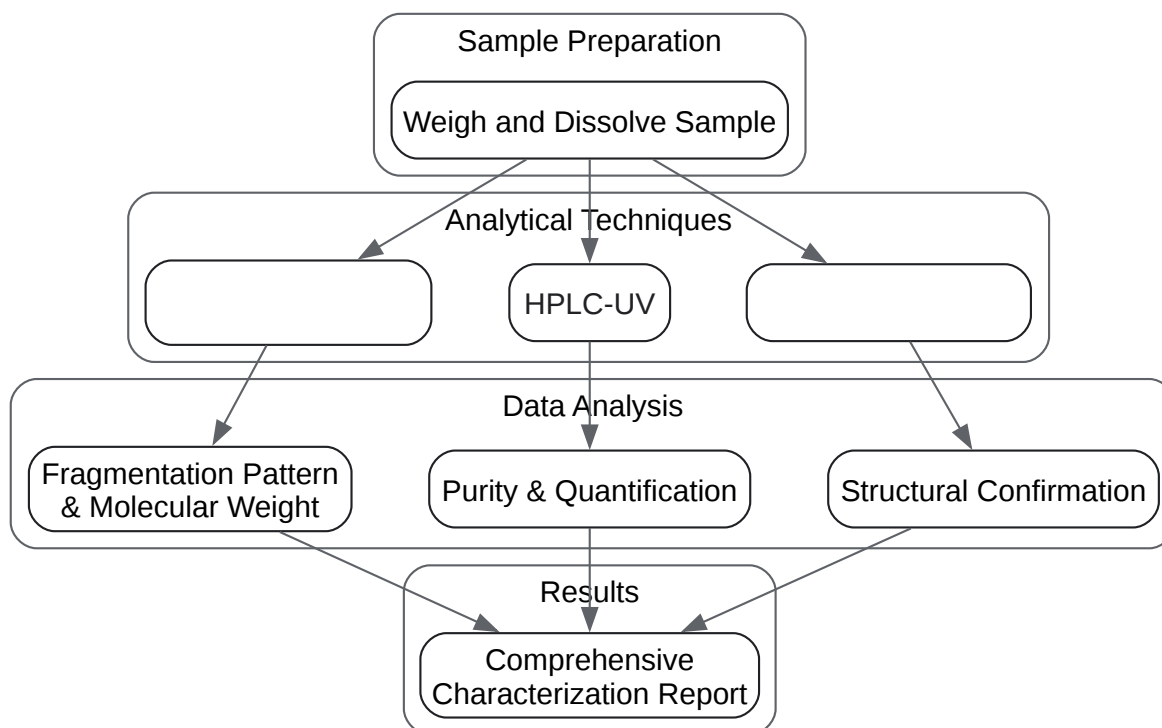 Sample Preparation
Weigh and Dissolve Sample
Analytical Techniques
HPLC-UV
Data Analysis
Fragmentation Pattern
& Molecular Weight
Purity & Quantification
Structural Confirmation
Results
Comprehensive
Characterization Report